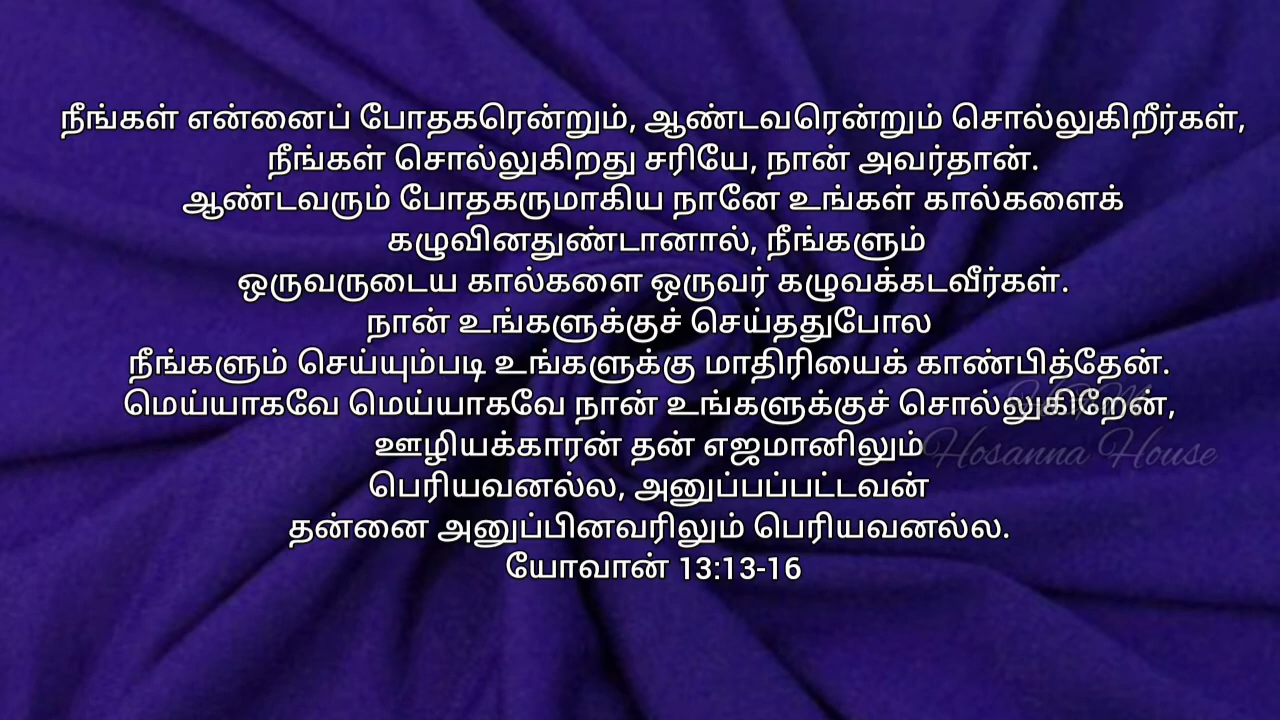 நீங்கள் என்னைப் போதகரென்றும், ஆண்டவரென்றும் சொல்லுகிறீர்கள்,
நீங்கள் சொல்லுகிறது சரியே, நான் அவர்தான்.
ஆண்டவரும் போதகருமாகிய நானே உங்கள் கால்களைக்
கழுவினதுண்டானால், நீங்களும்
ஒருவருடைய கால்களை ஒருவர் கழுவக்கடவீர்கள்.
நான் உங்களுக்குச் செய்ததுபோல
நீங்களும் செய்யும்படி உங்களுக்கு மாதிரியைக் காண்பித்தேன்.
மெய்யாகவே மெய்யாகவே நான் உங்களுக்குச் சொல்லுகிறேன்,
ஊழியக்காரன் தன் எஜமானிலும்
Hosanna House
பெரியவனல்ல, அனுப்பப்பட்டவன்
தன்னை அனுப்பினவரிலும் பெரியவனல்ல.
யோவான் 13:13-16